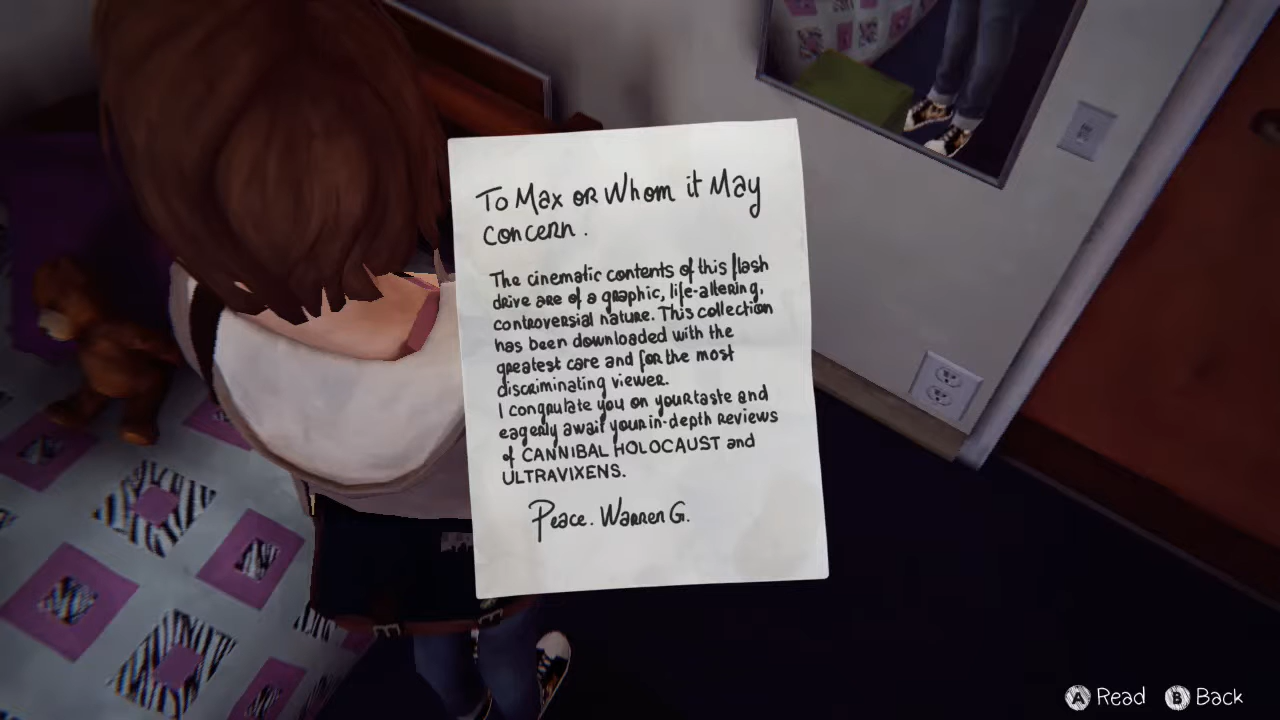 To Max or Whom it May
Concern.
The cinematic contents of this flash
drive are of a graphic, life-altering,
controversial nature. This collection
has been downloaded with the
greatest care and for the most
discriminating viewer.
I congrulate you on your taste and
eagerly await your in-depth reviews
of CANNIBAL HOLOCAUST and
ULTRAVIXENS.
Peace. Warren G.
A Read B Back